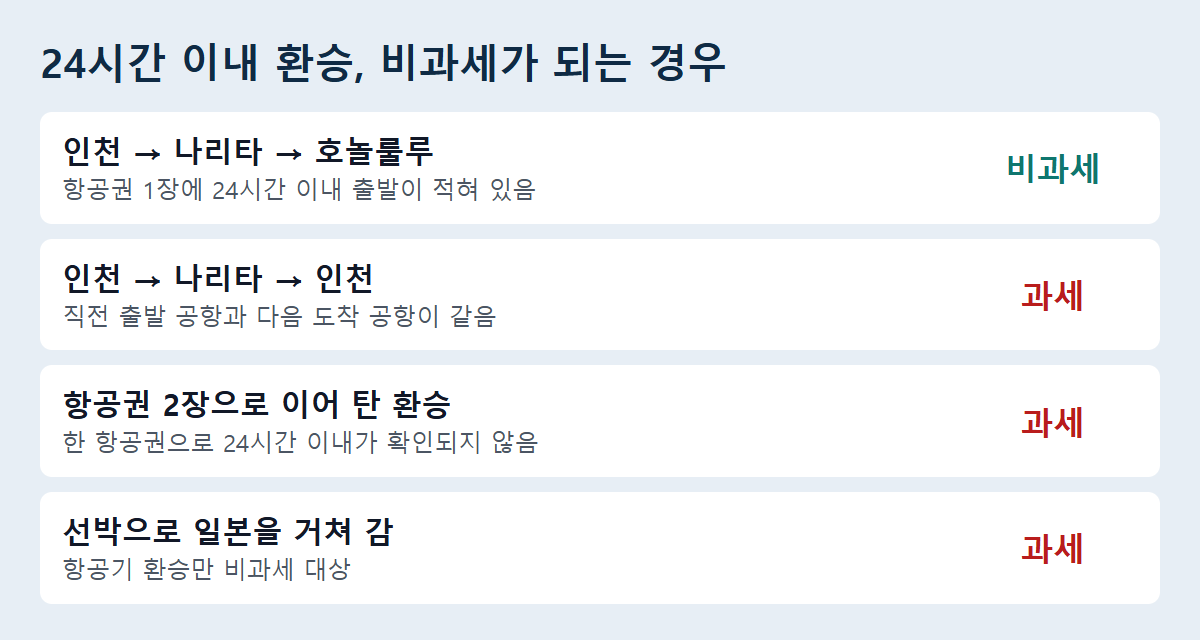 24시간 이내 환승, 비과세가 되는 경우
인천 → 나리타 → 호놀룰루
항공권 1장에 24시간 이내 출발이 적혀 있음
비과세
인천 → 나리타 → 인천
직전 출발 공항과 다음 도착 공항이 같음
과세
항공권 2장으로 이어 탄 환승
한 항공권으로 24시간 이내가 확인되지 않음
과세
선박으로 일본을 거쳐 감
항공기 환승만 비과세 대상
과세